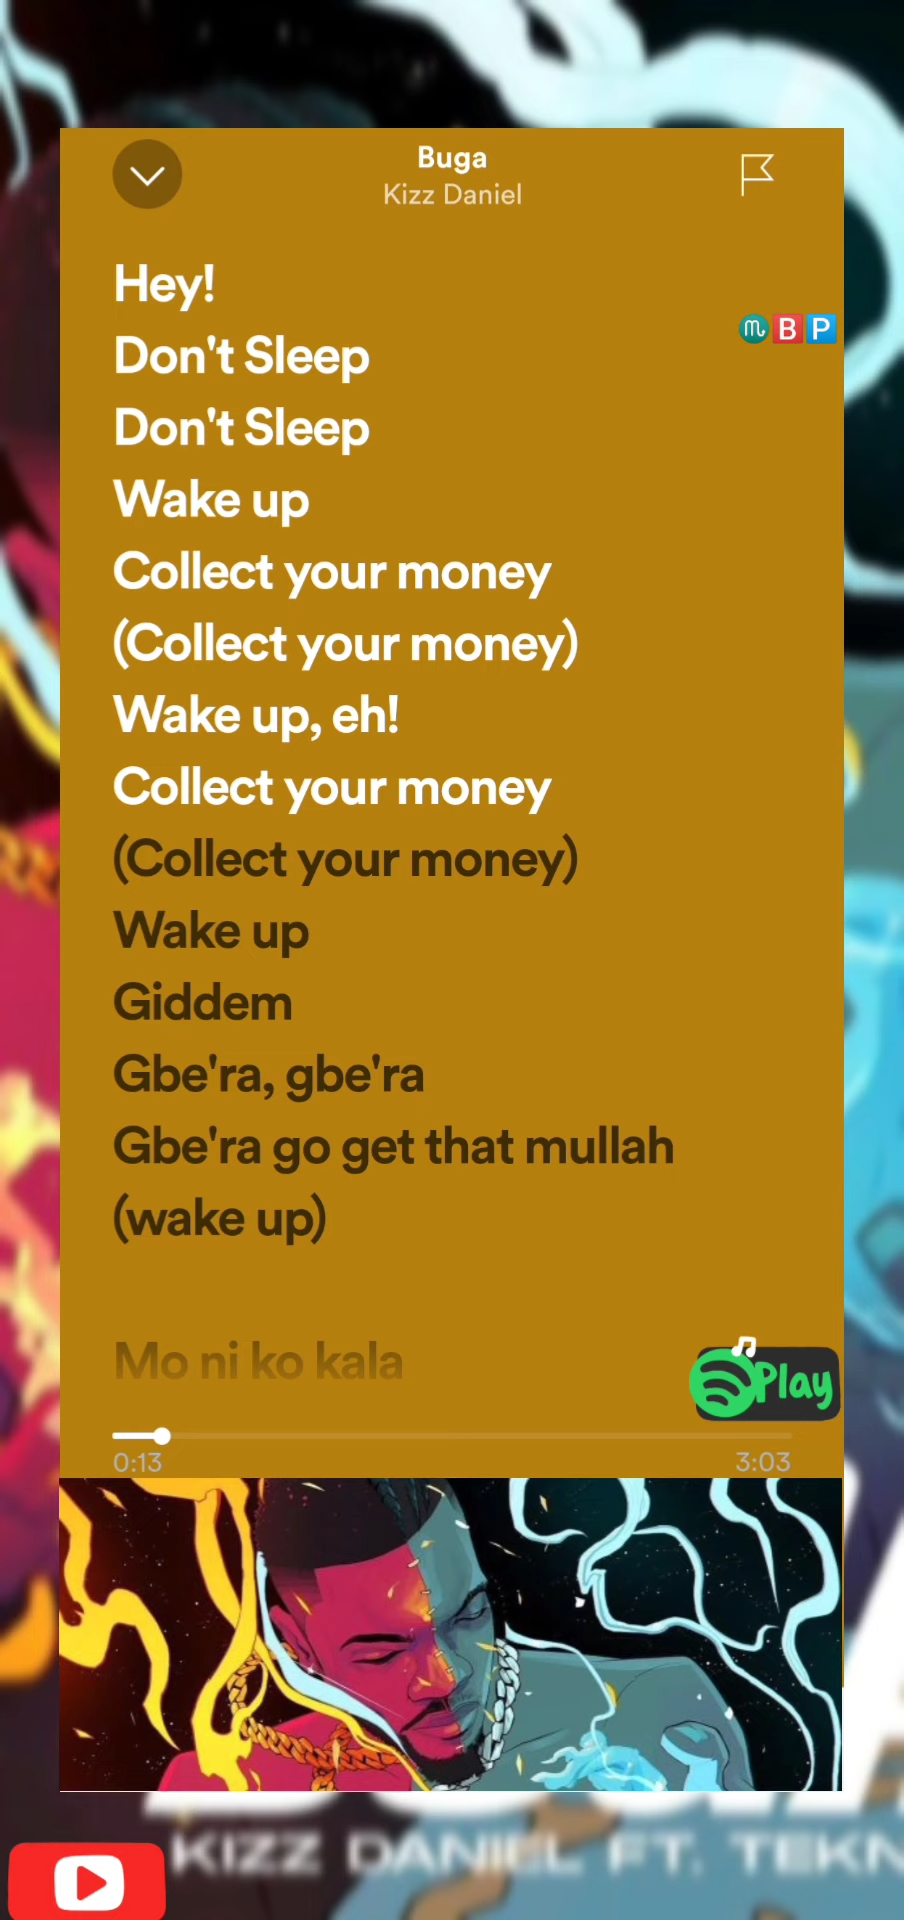 Buga
Kizz Daniel
Hey!
♏🅱🅿
Don't Sleep
Don't Sleep
Wake up
Collect your money
(Collect your money)
Wake up, eh!
Collect your money
(Collect your money)
Wake up
Giddem
Gbe'ra, gbe'ra
Gbe'ra go get that mullah
(wake up)
Mo ni ko kala
Play
0:13
3:03
KIZZ DANIEL FT. TEKN